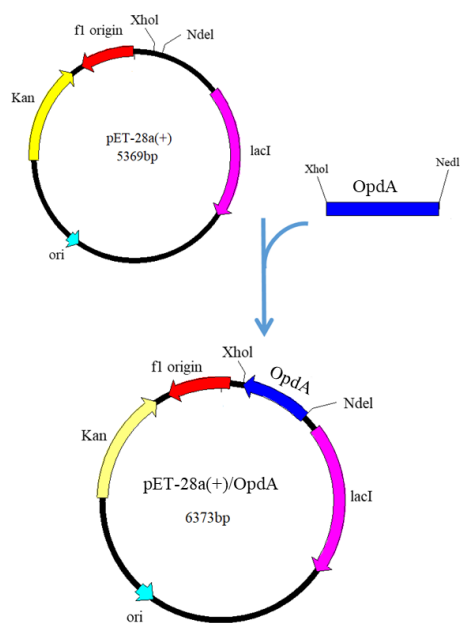 XhoI
f1 origin
NdeI
Kan
pET-28a(+)
5369bp
lacI
ori
XhoI
OpdA
NedI
XhoI
f1 origin
OpdA
NdeI
Kan
pET-28a(+)/OpdA
6373bp
lacI
ori